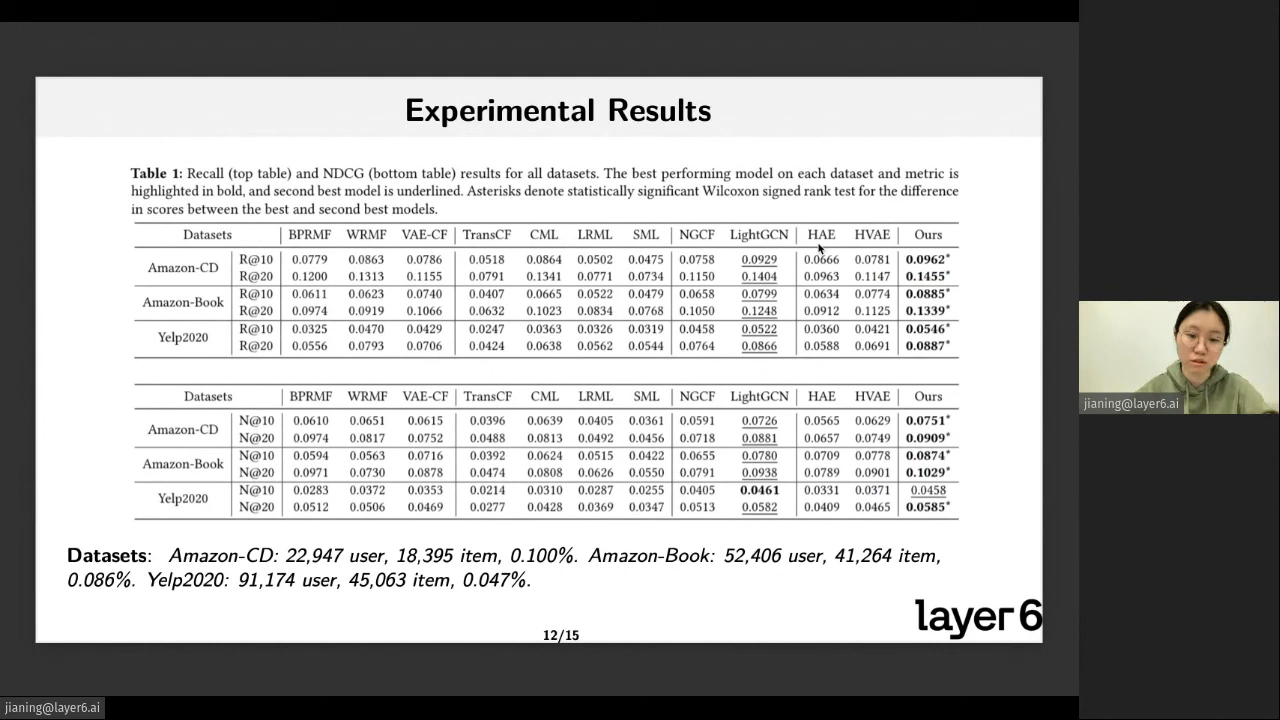 Experimental Results
Table 1: Recall (top table) and NDCG (bottom table) results for all datasets. The best performing model on each dataset and metric is
highlighted in bold, and second best model is underlined. Asterisks denote statistically significant Wilcoxon signed rank test for the difference
in scores between the best and second best models.
Datasets BPRMF WRMF VAE-CF TransCF CML LRML SML NGCF LightGCN HAE HVAE Ours
Amazon-CD R@10 0.0779 0.0863 0.0786 0.0518 0.0864 0.0502 0.0475 0.0758 0.0929 0.0666 0.0781 0.0962*
R@20 0.1200 0.1313 0.1155 0.0791 0.1341 0.0771 0.0734 0.1150 0.1404 0.0963 0.1147 0.1455*
Amazon-Book R@10 0.0611 0.0623 0.0740 0.0407 0.0665 0.0522 0.0479 0.0658 0.0799 0.0634 0.0774 0.0885*
R@20 0.0974 0.0919 0.1066 0.0632 0.1023 0.0834 0.0768 0.1050 0.1248 0.0912 0.1125 0.1339*
Yelp2020 R@10 0.0325 0.0470 0.0429 0.0247 0.0363 0.0326 0.0319 0.0458 0.0522 0.0360 0.0421 0.0546*
R@20 0.0556 0.0793 0.0706 0.0424 0.0638 0.0562 0.0544 0.0764 0.0866 0.0588 0.0691 0.0887*
Datasets BPRMF WRMF VAE-CF TransCF CML LRML SML NGCF LightGCN HAE HVAE Ours
Amazon-CD N@10 0.0610 0.0651 0.0615 0.0396 0.0639 0.0405 0.0361 0.0591 0.0726 0.0565 0.0629 0.0751*
N@20 0.0974 0.0817 0.0752 0.0488 0.0813 0.0492 0.0456 0.0718 0.0881 0.0657 0.0749 0.0909*
Amazon-Book N@10 0.0594 0.0563 0.0716 0.0392 0.0624 0.0515 0.0422 0.0655 0.0780 0.0709 0.0778 0.0874*
N@20 0.0971 0.0730 0.0878 0.0474 0.0808 0.0626 0.0550 0.0791 0.0938 0.0789 0.0901 0.1029*
Yelp2020 N@10 0.0283 0.0372 0.0353 0.0214 0.0310 0.0287 0.0255 0.0405 0.0461 0.0331 0.0371 0.0458
N@20 0.0512 0.0506 0.0469 0.0277 0.0428 0.0369 0.0347 0.0513 0.0582 0.0409 0.0465 0.0585*
Datasets: Amazon-CD: 22,947 user, 18,395 item, 0.100%. Amazon-Book: 52,406 user, 41,264 item,
0.086%. Yelp2020: 91,174 user, 45,063 item, 0.047%.
layer 6
12/15
jianing@layer6.ai
jianing@layer6.ai